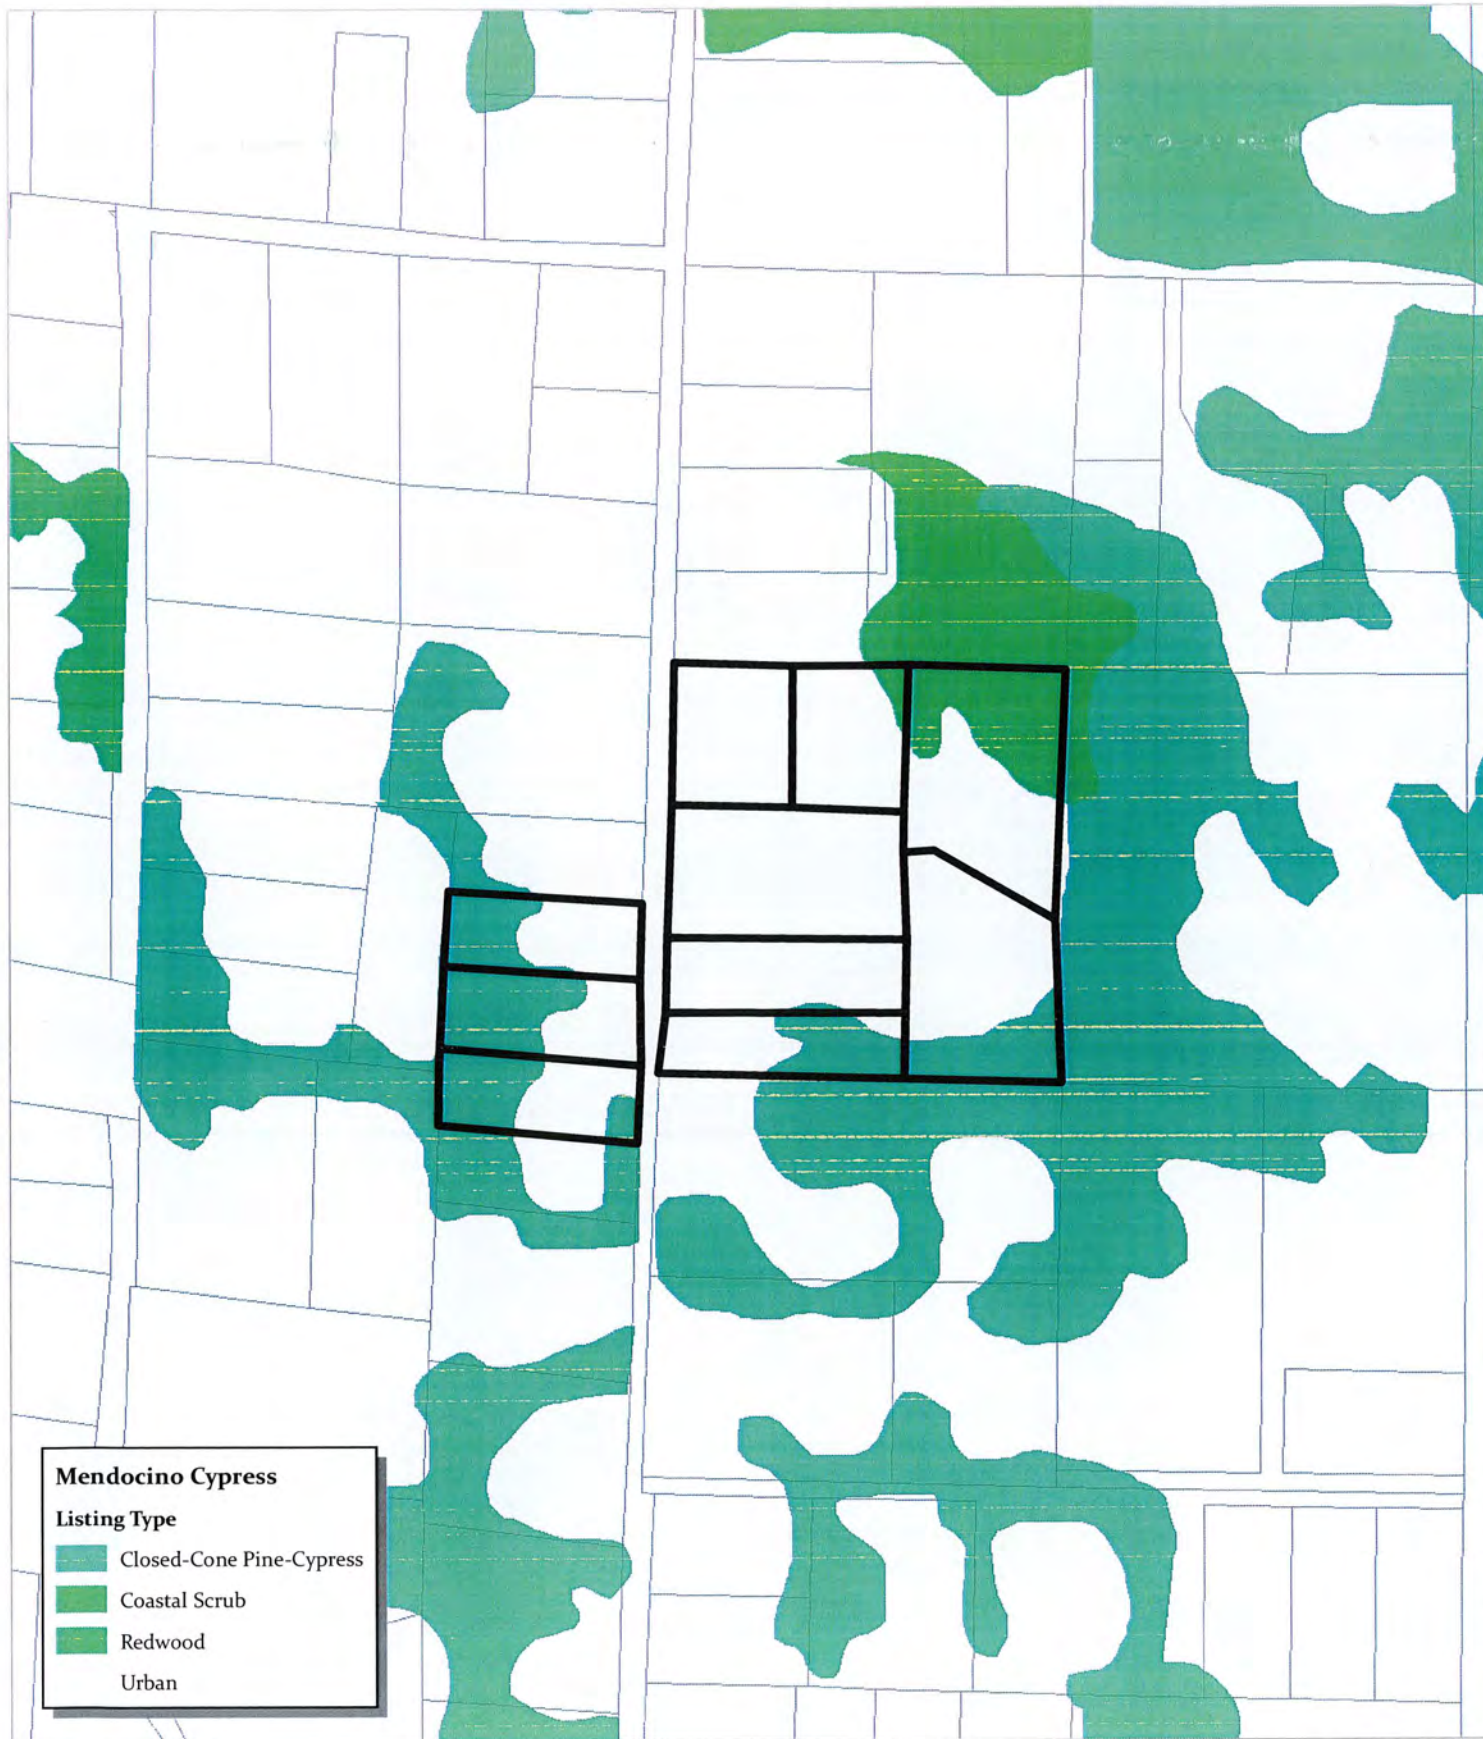 Mendocino Cypress
Listing Type
Closed-Cone Pine-Cypress
Coastal Scrub
Redwood
Urban